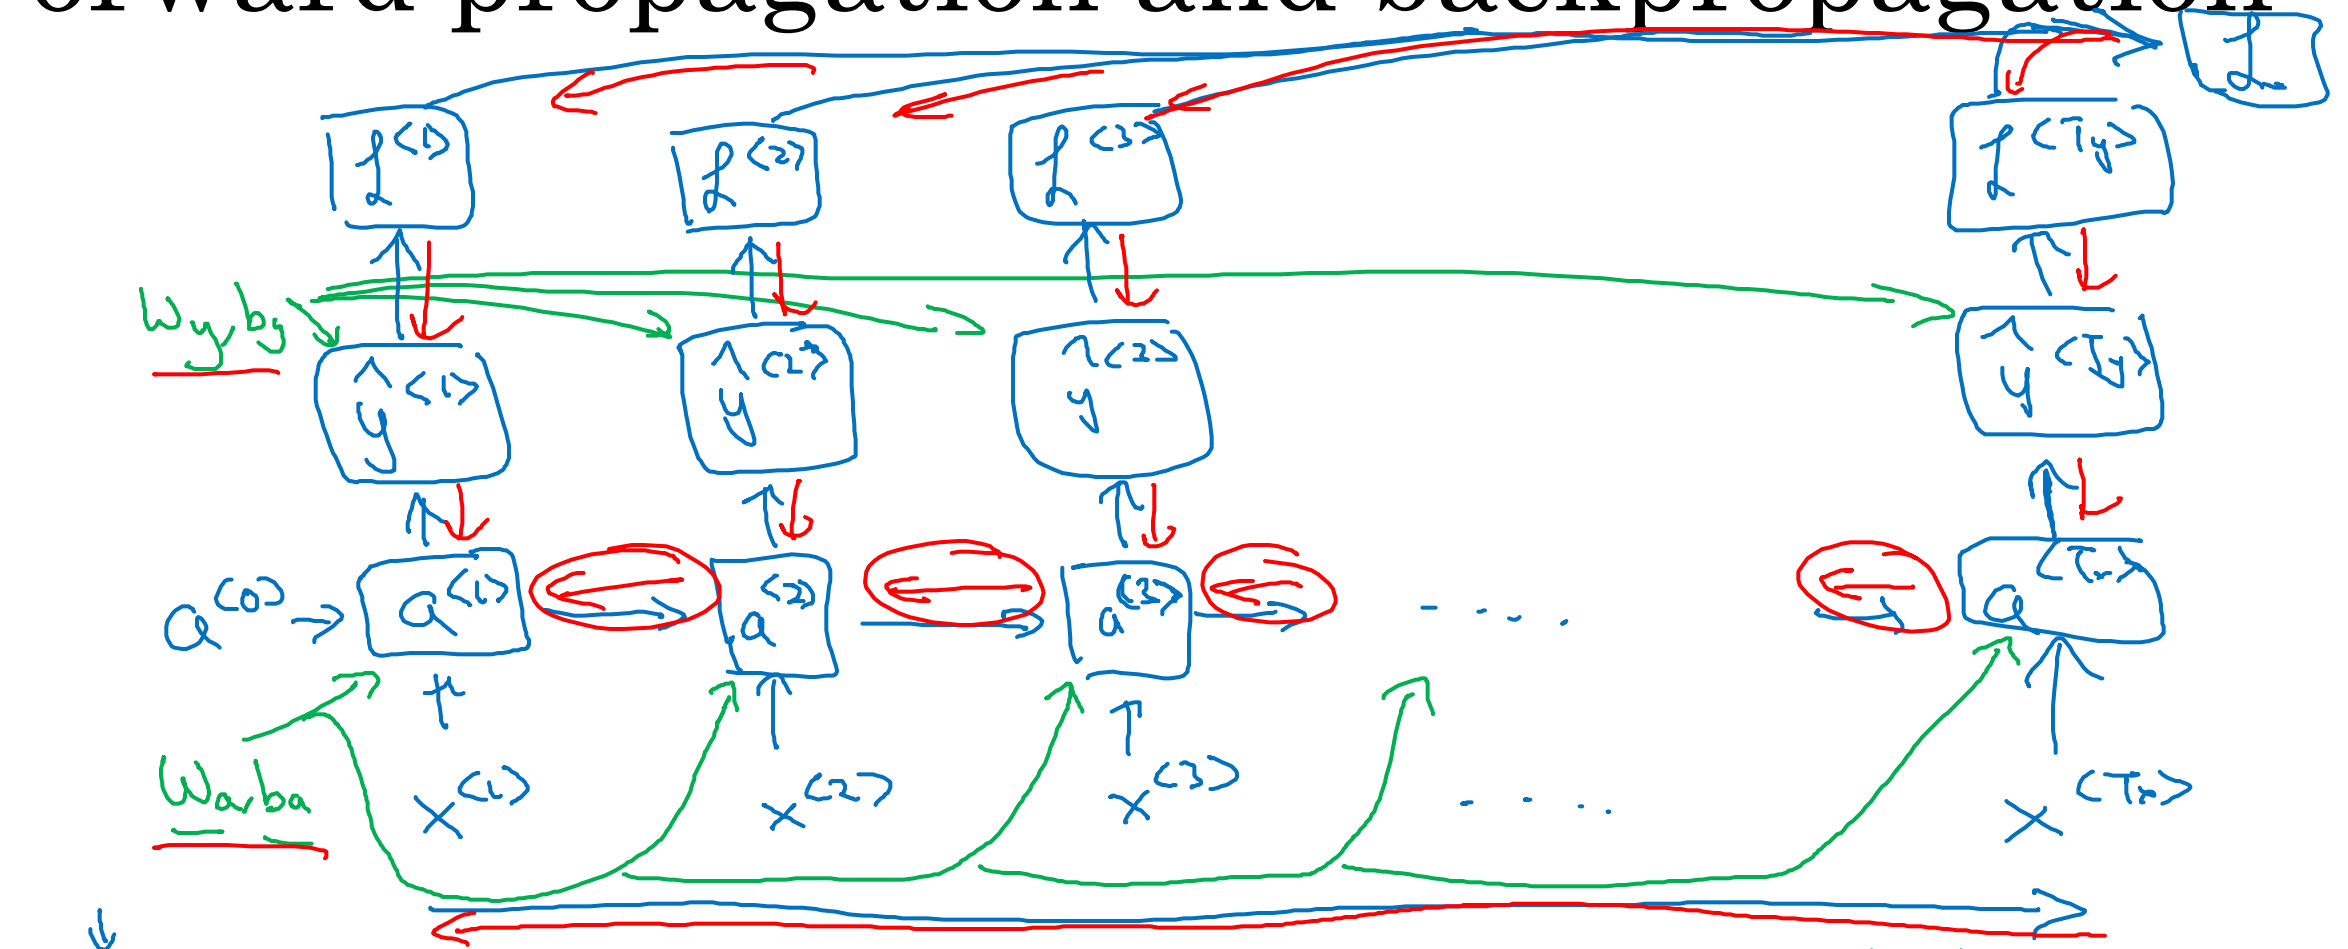 orward propagation and backpropagation
ℒ
ℒ<1> ℒ<2> ℒ<3> ℒ<Ty>
Wy, by
ŷ<1> ŷ<2> ŷ<2> ŷ<Ty>
a<0> → a<1> → a<2> → a<3> → .... → a<Tx>
Wa, ba
x<1> x<2> x<3> .... x<Tx>